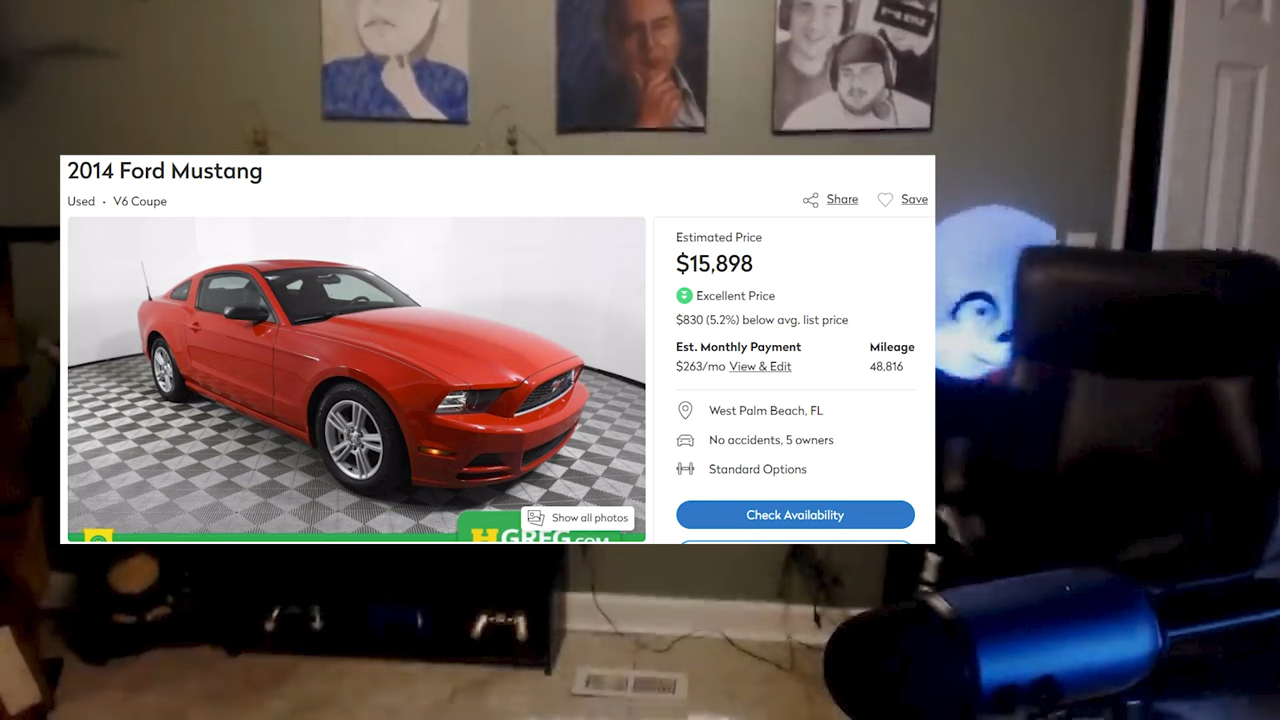 2014 Ford Mustang
Used • V6 Coupe
Share
Save
Estimated Price
$15,898
Excellent Price
$830 (5.2%) below avg. list price
Est. Monthly Payment
Mileage
$263/mo View & Edit
48,816
West Palm Beach, FL
No accidents, 5 owners
Standard Options
Show all photos
HGREG.COM
Check Availability